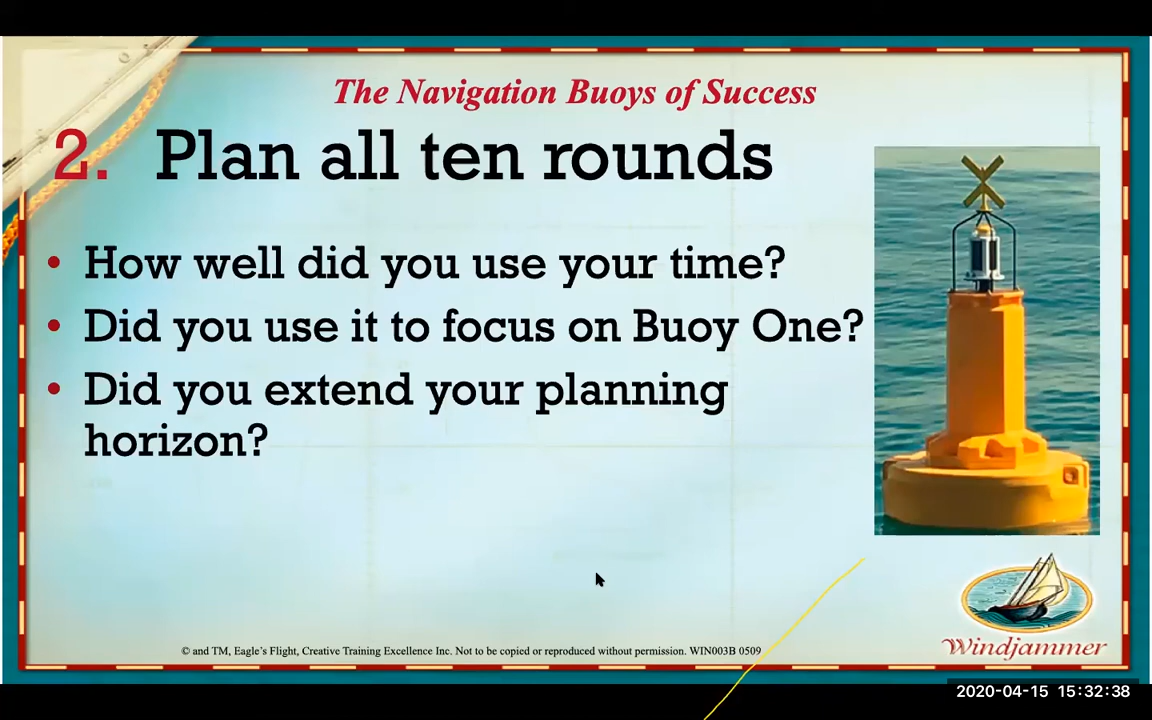 The Navigation Buoys of Success
2. Plan all ten rounds
• How well did you use your time?
• Did you use it to focus on Buoy One?
• Did you extend your planning
horizon?
Windjammer
© and TM, Eagle's Flight, Creative Training Excellence Inc. Not to be copied or reproduced without permission. WIN003B 0509
2020-04-15 15:32:38